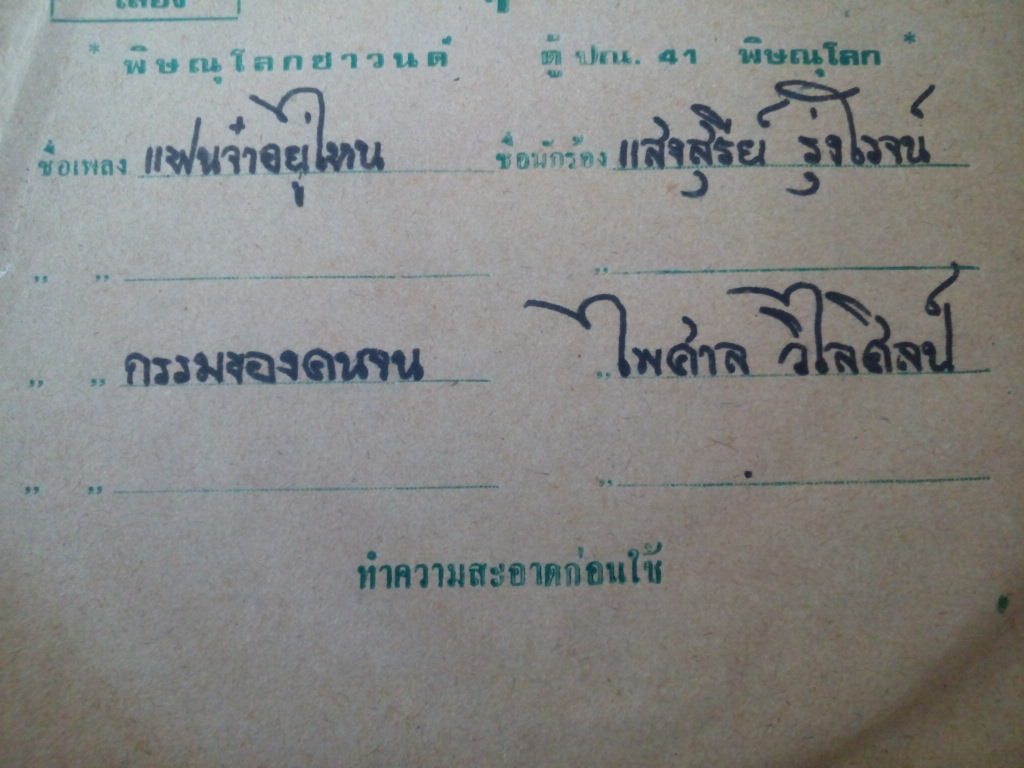 * พิษณุโลกซาวนด์ ตู้ ปณ. 41 พิษณุโลก *
ชื่อเพลง แฟนจ๋าอยู่ไหน ชื่อนักร้อง แสงสุรีย์ รุ่งโรจน์
„ „ „
„ „ กรรมของคนจน „ ไพศาล วิไลศิลป์
„ „ „
ทำความสะอาดก่อนใช้